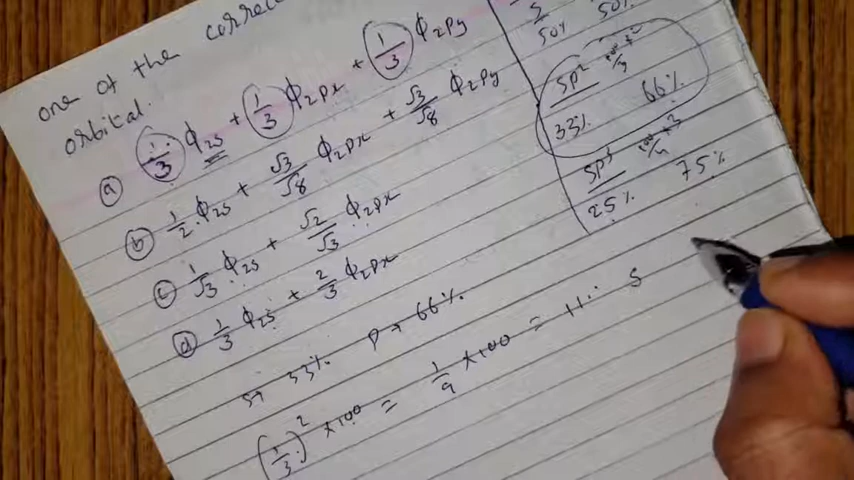 one of the correct
orbital.
(a) 1/3 ϕ2s + 1/3 ϕ2px + 1/3 ϕ2py
(b) 1/2 ϕ2s + √3/√8 ϕ2px + √3/√8 ϕ2py
(c) 1/√3 ϕ2s + √2/√3 ϕ2px
(d) 1/3 ϕ2s + 2/3 ϕ2px
s→ 33% p→ 66%.
(1/3)² × 100 = 1/9 × 100 = 11.. s
50% 50%
sp²
33% 66%
sp³
25% 75%